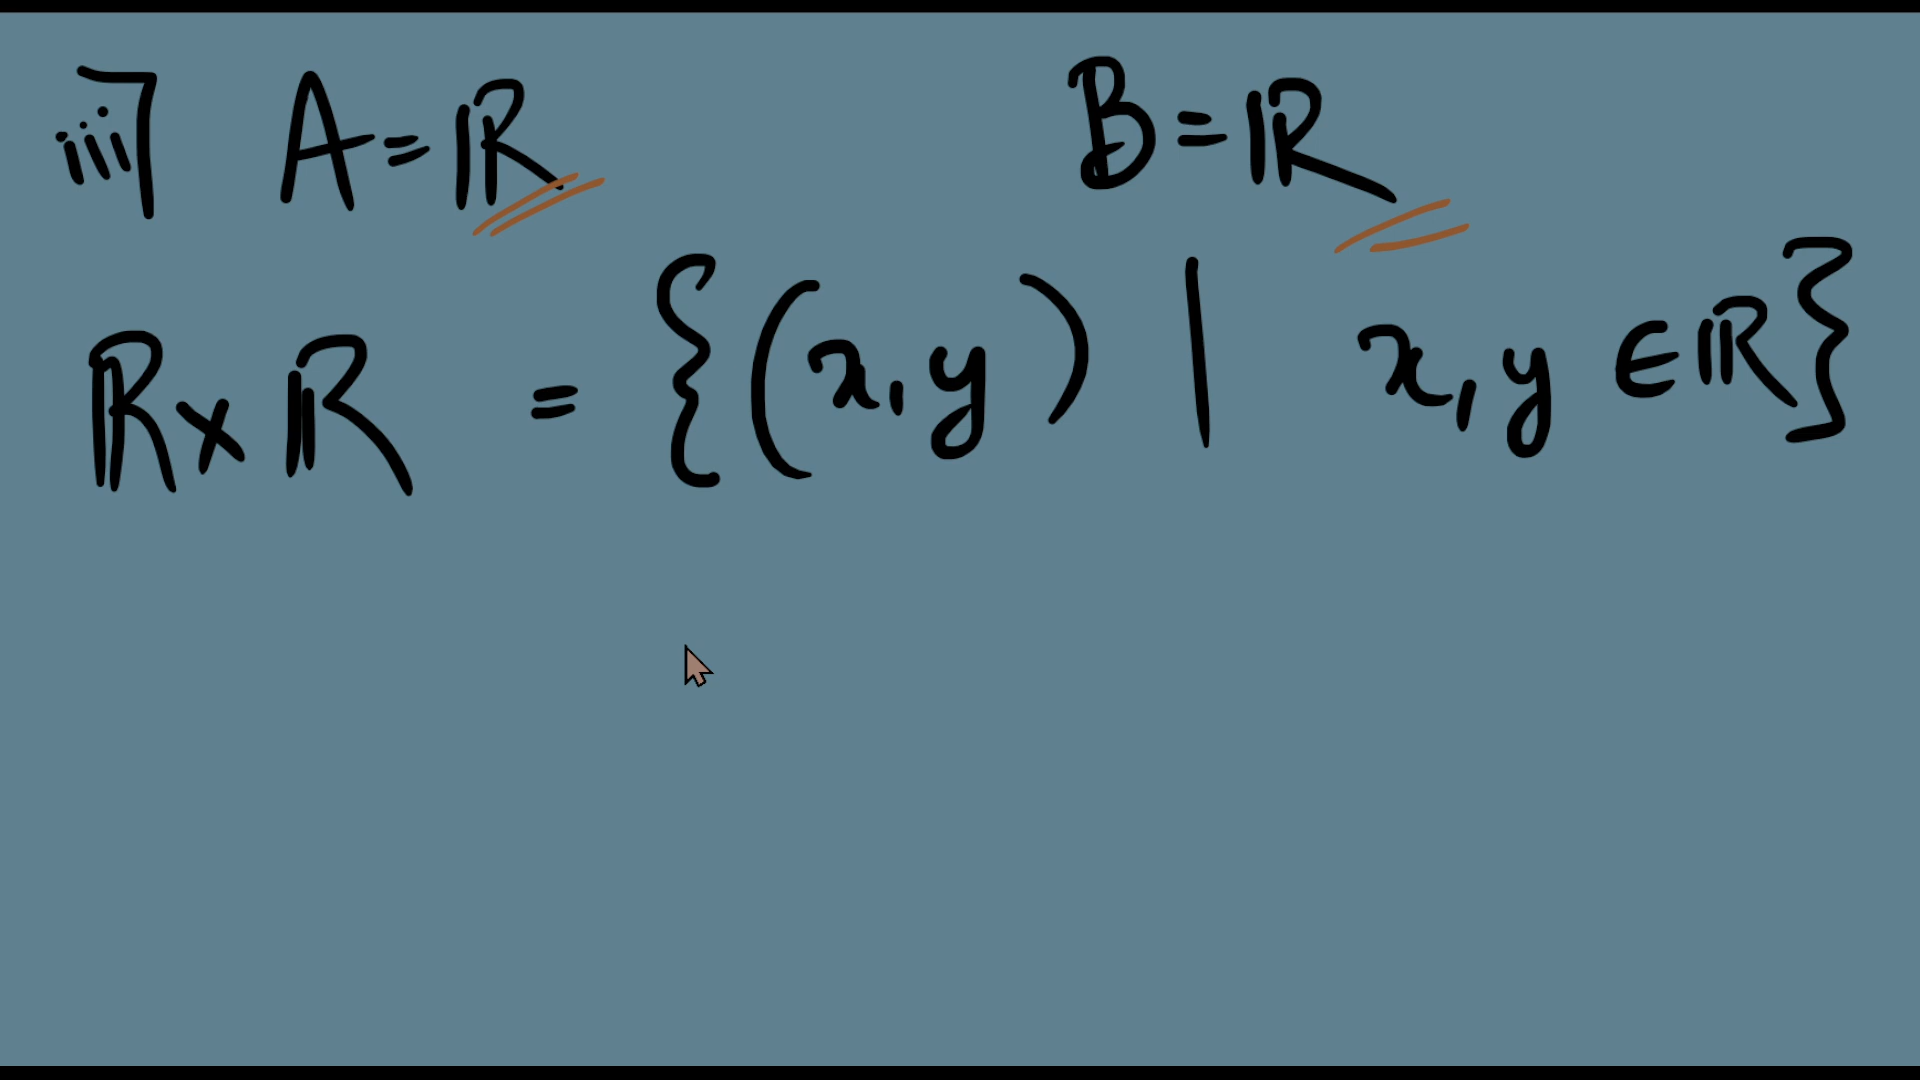 iii] A = ℝ B = ℝ
ℝ × ℝ = {(x, y) | x, y ∈ ℝ}